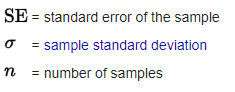 SE = standard error of the sample
σ = sample standard deviation
n = number of samples